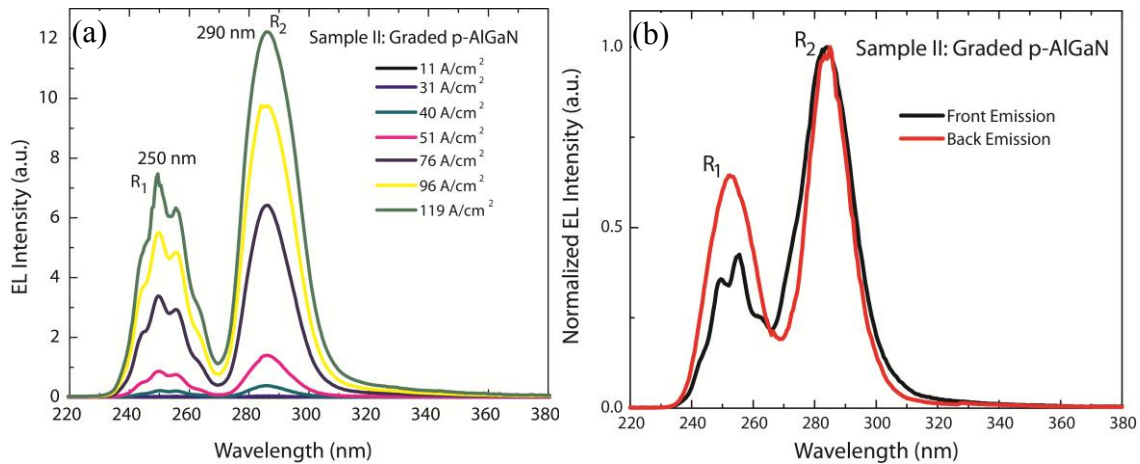 (a)
EL Intensity (a.u.)
12
10
8
6
4
2
0
290 nm
R2
Sample II: Graded p-AlGaN
11 A/cm²
31 A/cm²
40 A/cm²
51 A/cm²
76 A/cm²
96 A/cm²
119 A/cm²
250 nm
R1
220 240 260 280 300 320 340 360 380
Wavelength (nm)
(b)
Normalized EL Intensity (a.u.)
1.0
0.5
0.0
R2
Sample II: Graded p-AlGaN
Front Emission
Back Emission
R1
220 240 260 280 300 320 340 360 380
Wavelength (nm)